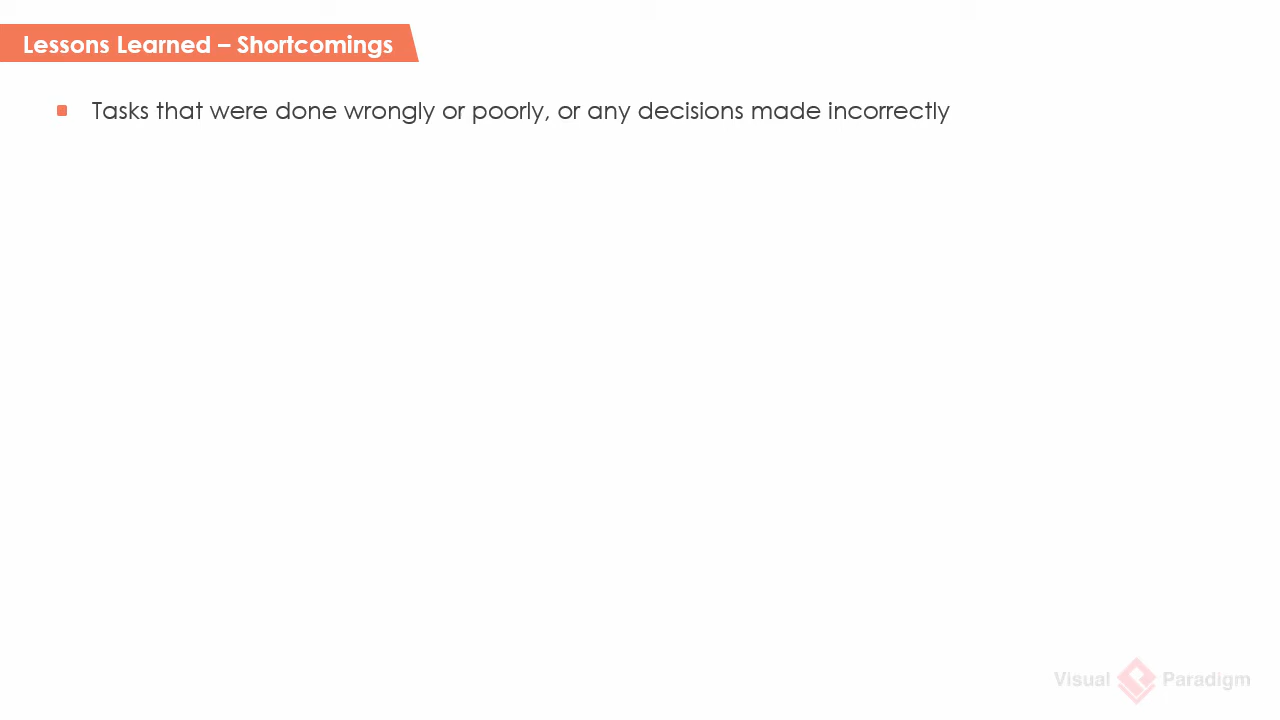 Lessons Learned – Shortcomings
Tasks that were done wrongly or poorly, or any decisions made incorrectly
Visual Paradigm